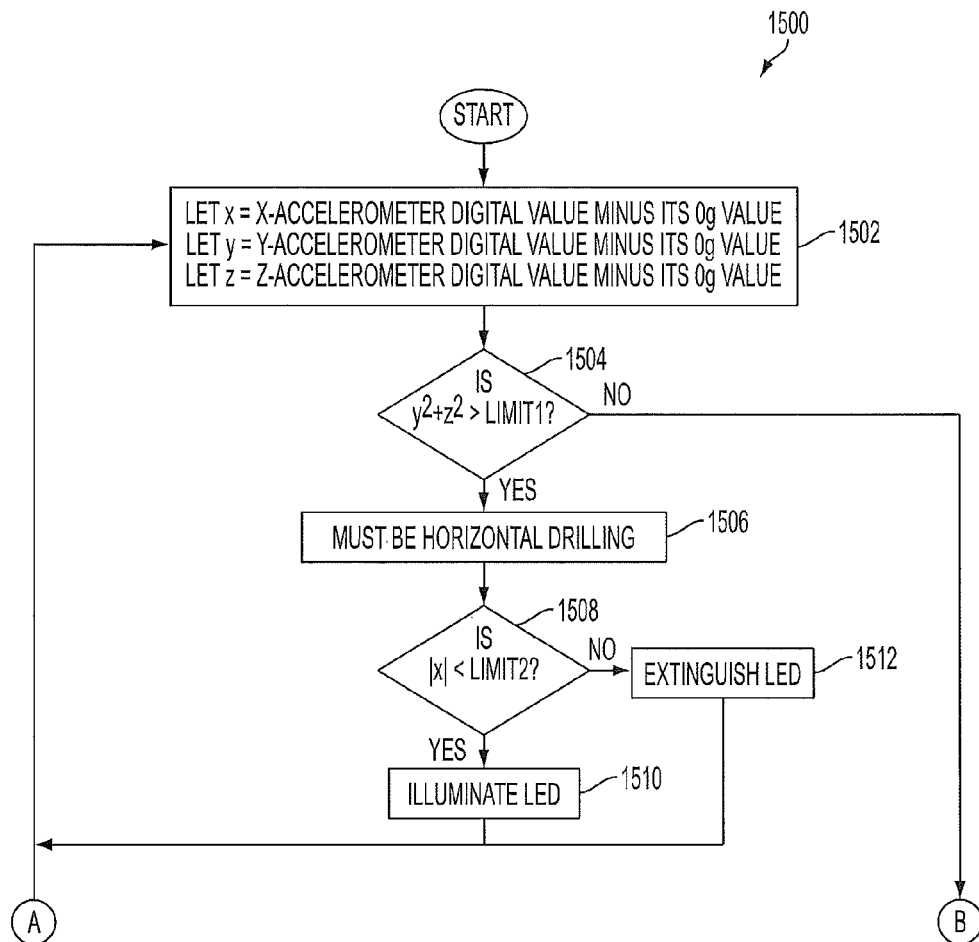 1500
START
LET x = X-ACCELEROMETER DIGITAL VALUE MINUS ITS 0g VALUE
LET y = Y-ACCELEROMETER DIGITAL VALUE MINUS ITS 0g VALUE
LET z = Z-ACCELEROMETER DIGITAL VALUE MINUS ITS 0g VALUE
1502
1504
IS
y²+z² > LIMIT1?
NO
YES
MUST BE HORIZONTAL DRILLING
1506
1508
IS
|x| < LIMIT2?
NO
EXTINGUISH LED
1512
YES
ILLUMINATE LED
1510
A
B